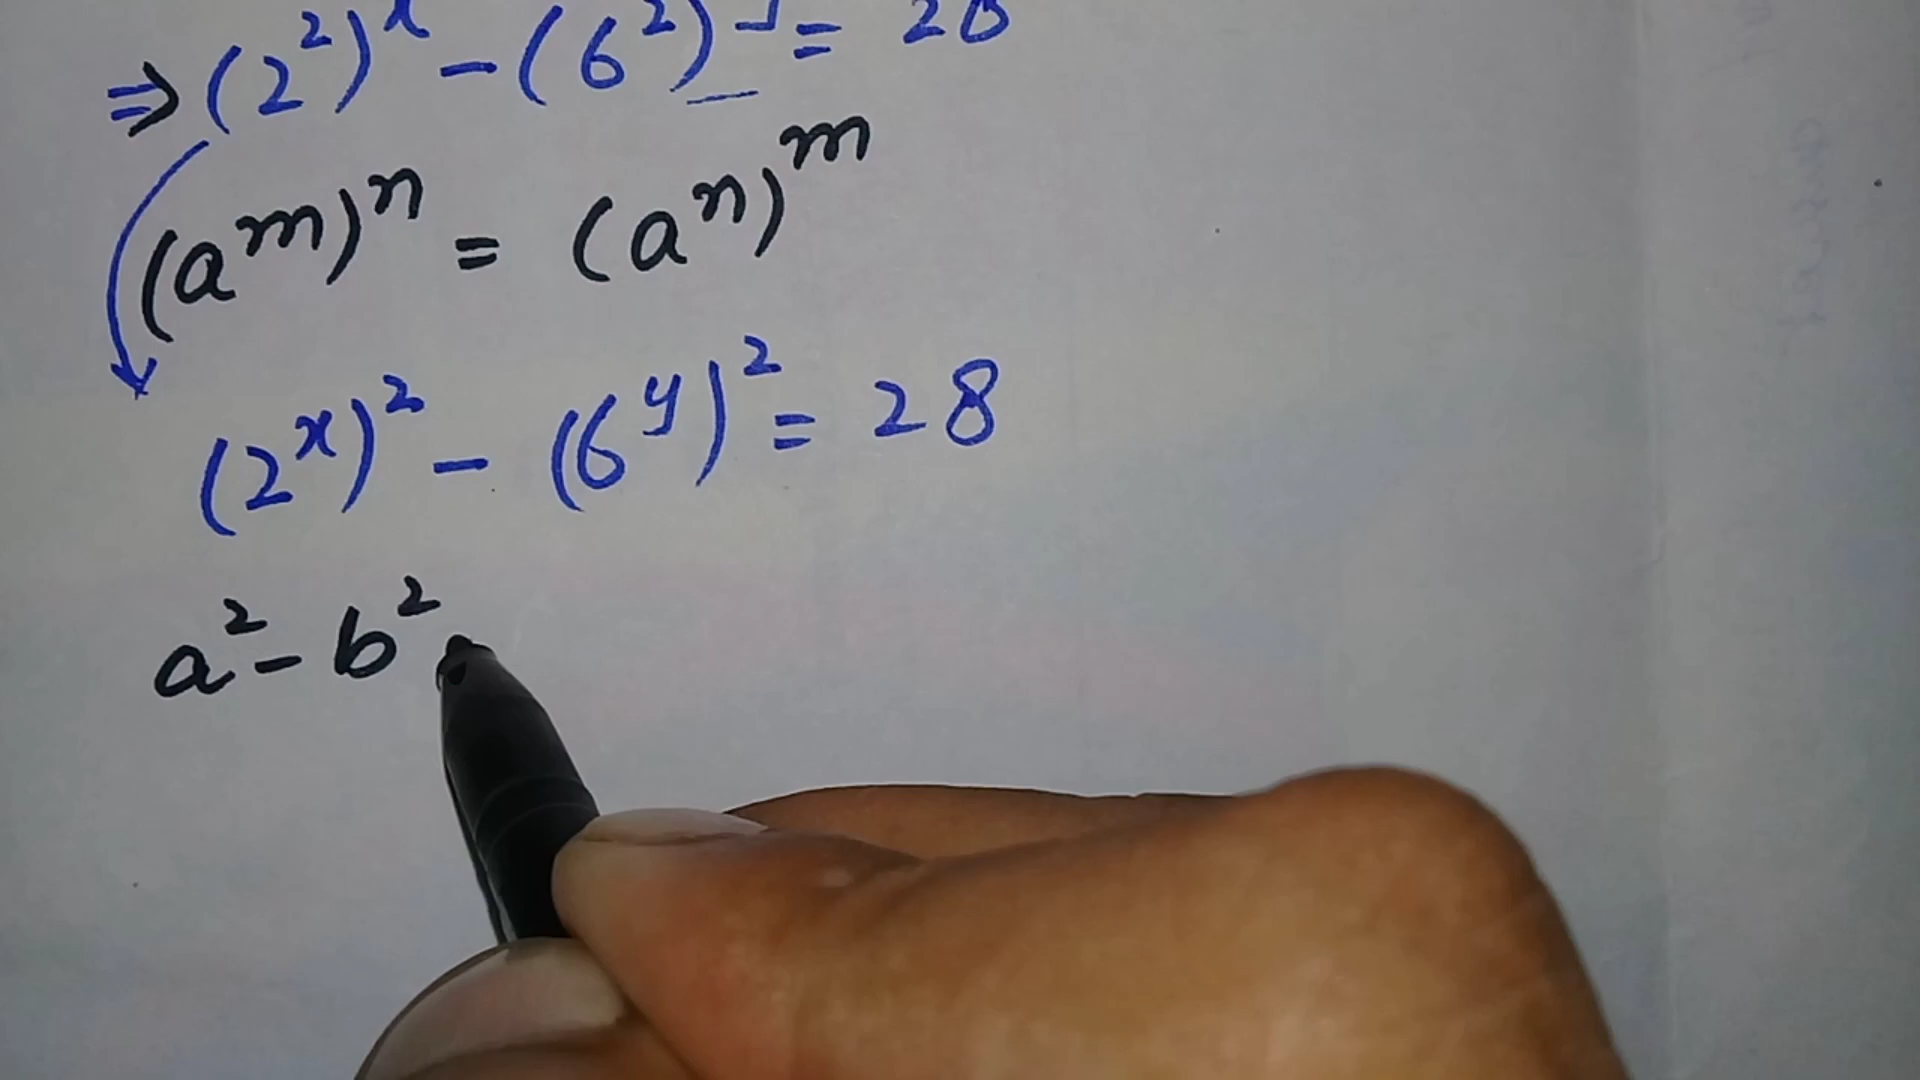 ⇒ (2²)ˣ - (6²)ʸ = 28
(aᵐ)ⁿ = (aⁿ)ᵐ
(2ˣ)² - (6ʸ)² = 28
a² - b²